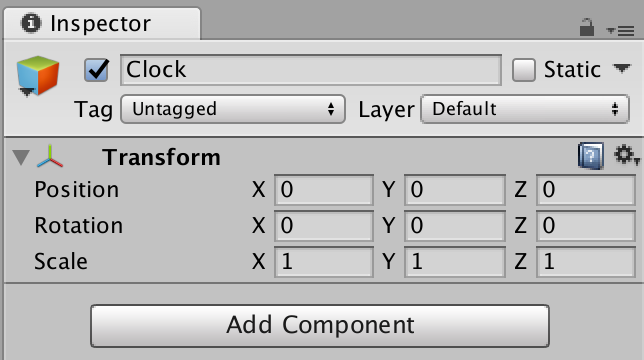 Inspector
Clock Static
Tag Untagged Layer Default
Transform
Position X 0 Y 0 Z 0
Rotation X 0 Y 0 Z 0
Scale X 1 Y 1 Z 1
Add Component